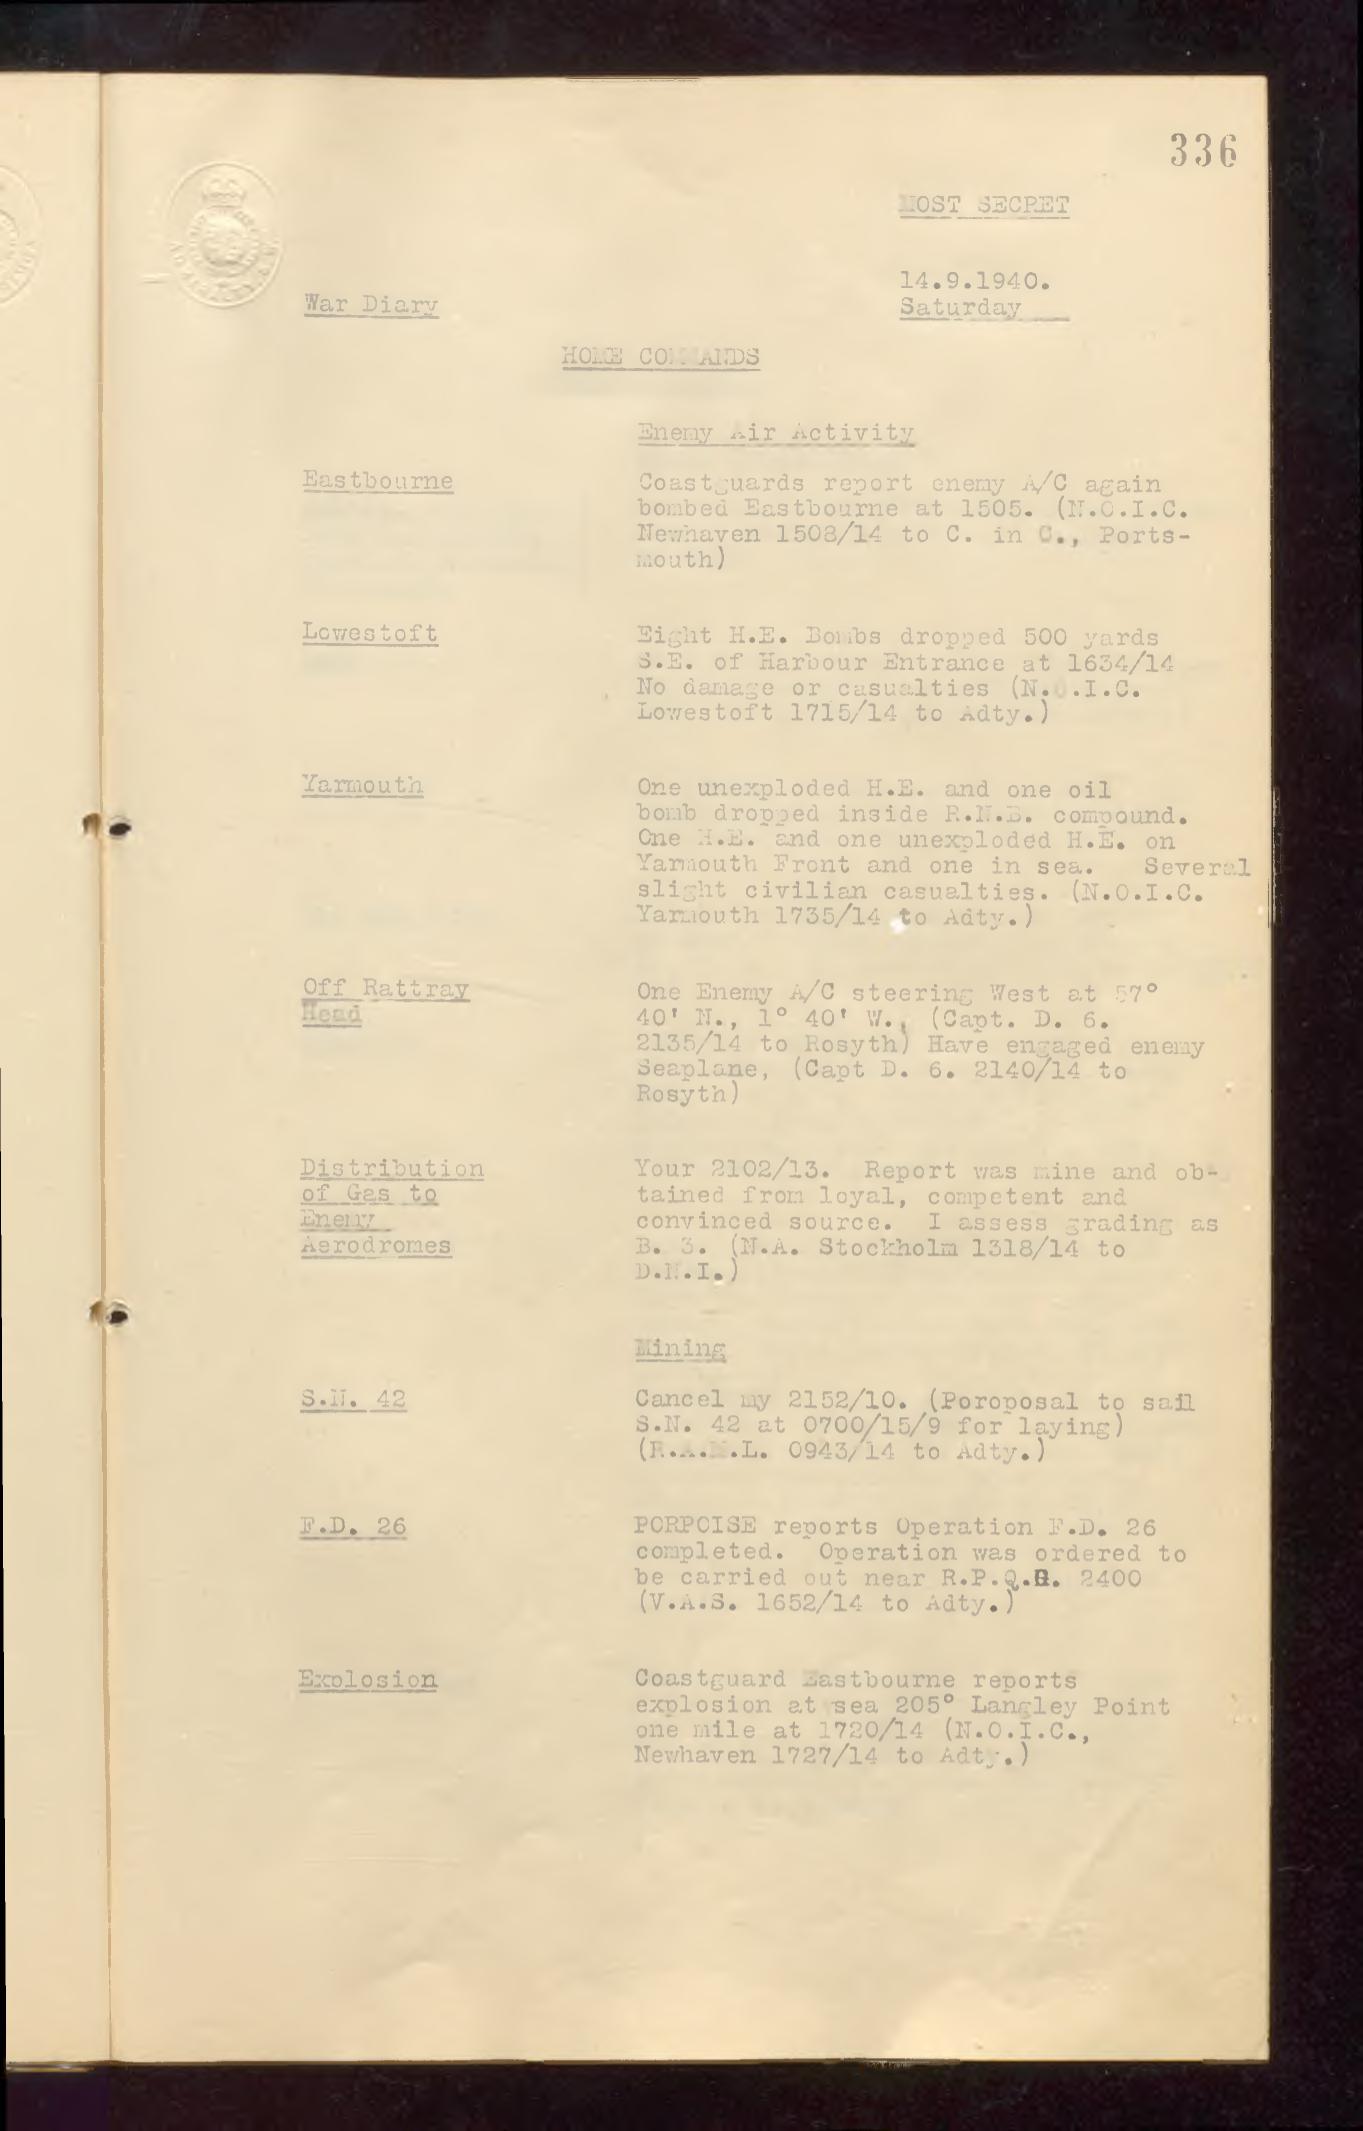 336
MOST SECRET
14.9.1940.
War Diary
Saturday
HOME COMMANDS
Enemy Air Activity
Eastbourne
Coastguards report enemy A/C again
bombed Eastbourne at 1505. (N.O.I.C.
Newhaven 1508/14 to C. in C., Ports-
mouth)
Lowestoft
Eight H.E. Bombs dropped 500 yards
S.E. of Harbour Entrance at 1634/14
No damage or casualties (N.O.I.C.
Lowestoft 1715/14 to Adty.)
Yarmouth
One unexploded H.E. and one oil
bomb dropped inside R.N.B. compound.
One H.E. and one unexploded H.E. on
Yarmouth Front and one in sea. Several
slight civilian casualties. (N.O.I.C.
Yarmouth 1735/14 to Adty.)
Off Rattray
Head
One Enemy A/C steering West at 57°
40' N., 1° 40' W., (Capt. D. 6.
2135/14 to Rosyth) Have engaged enemy
Seaplane, (Capt D. 6. 2140/14 to
Rosyth)
Distribution
of Gas to
Enemy
Aerodromes
Your 2102/13. Report was mine and ob-
tained from loyal, competent and
convinced source. I assess grading as
B. 3. (N.A. Stockholm 1318/14 to
D.N.I.)
Mining
S.N. 42
Cancel my 2152/10. (Poroposal to sail
S.N. 42 at 0700/15/9 for laying)
(R.A.M.L. 0943/14 to Adty.)
F.D. 26
PORPOISE reports Operation F.D. 26
completed. Operation was ordered to
be carried out near R.P.Q.R. 2400
(V.A.S. 1652/14 to Adty.)
Explosion
Coastguard Eastbourne reports
explosion at sea 205° Langley Point
one mile at 1720/14 (N.O.I.C.,
Newhaven 1727/14 to Adty.)